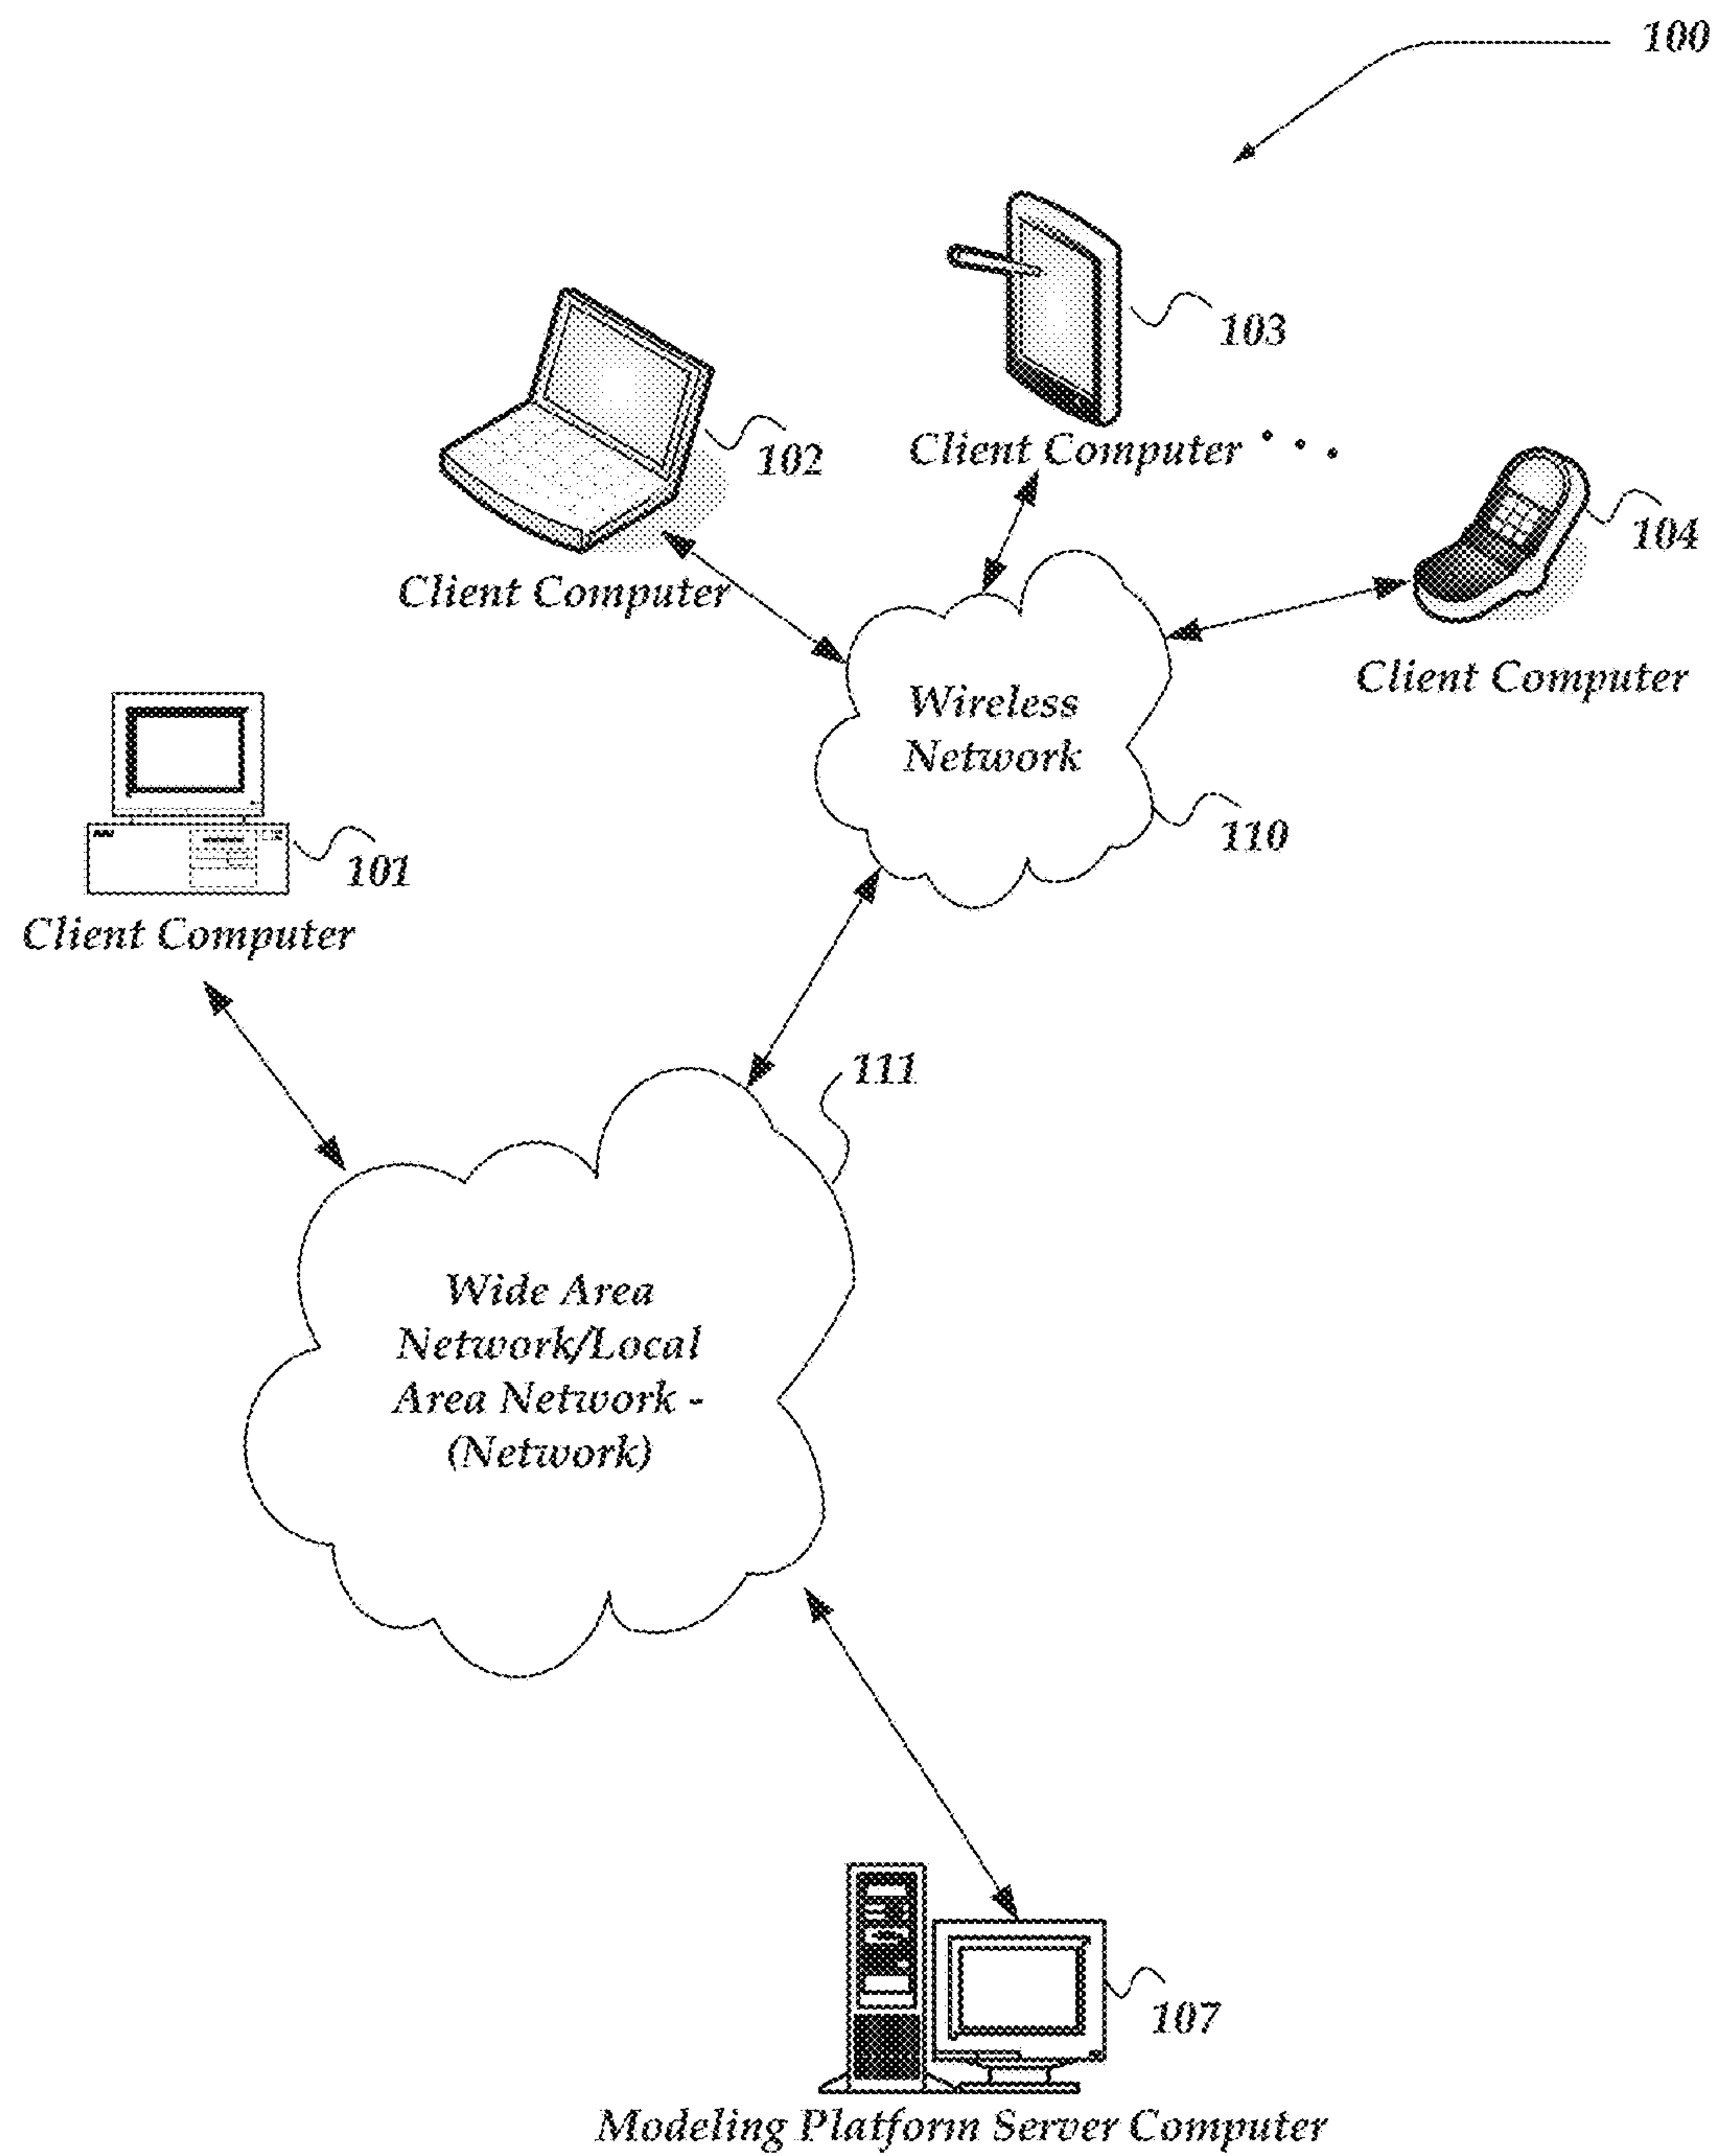 100
103
102
Client Computer
104
Client Computer
Client Computer
Wireless
Network
110
101
Client Computer
111
Wide Area
Network/Local
Area Network -
(Network)
107
Modeling Platform Server Computer